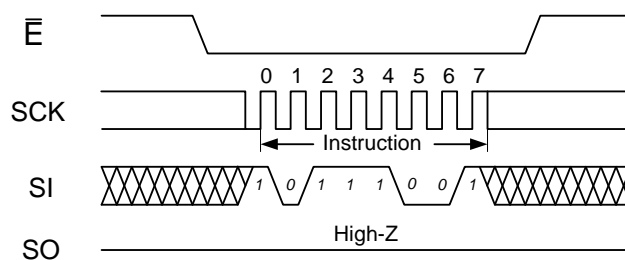 E̅
0 1 2 3 4 5 6 7
SCK
Instruction
SI 1 0 1 1 1 0 0 1
High-Z
SO